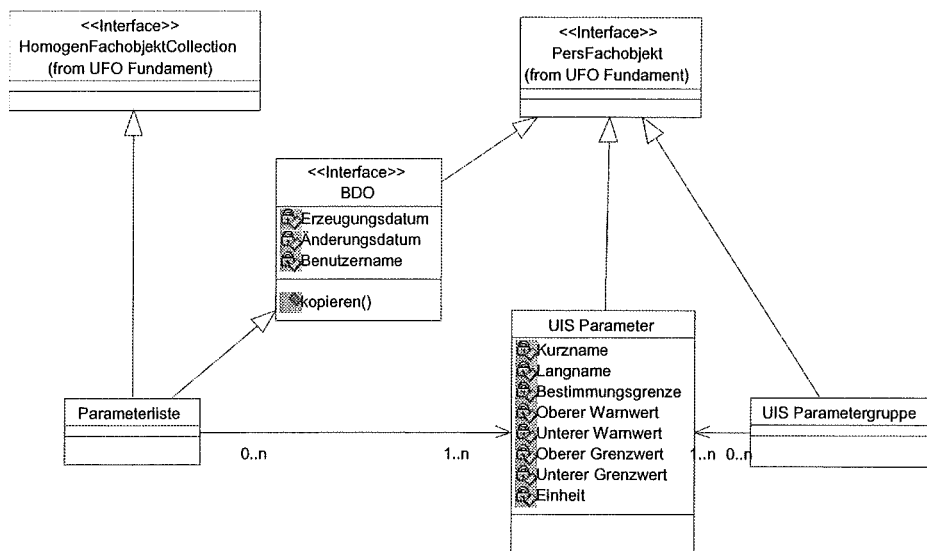 <<Interface>>
HomogenFachobjektCollection
(from UFO Fundament)
<<Interface>>
PersFachobjekt
(from UFO Fundament)
<<Interface>>
BDO
Erzeugungsdatum
Änderungsdatum
Benutzername
kopieren()
UIS Parameter
Kurzname
Langname
Bestimmungsgrenze
Oberer Warnwert
Unterer Warnwert
Oberer Grenzwert
Unterer Grenzwert
Einheit
Parameterliste
UIS Parametergruppe
0..n
1..n
1..n
0..n